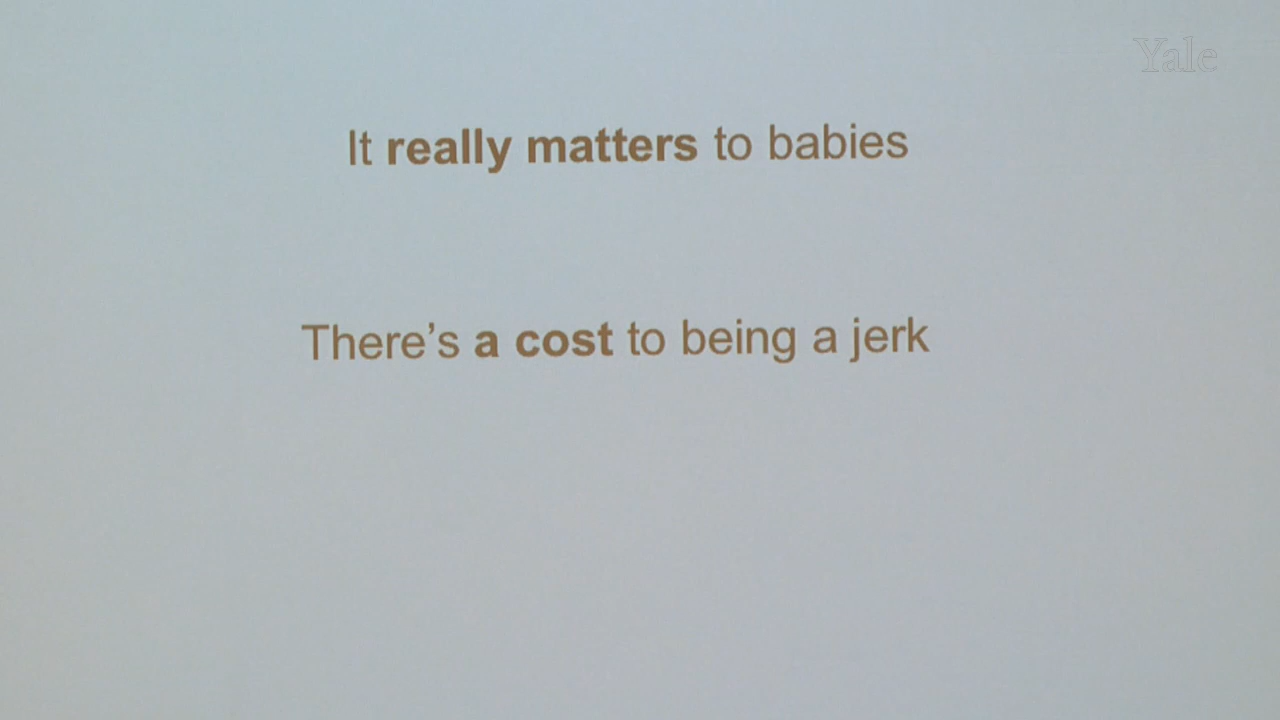 Yale
It really matters to babies
There's a cost to being a jerk